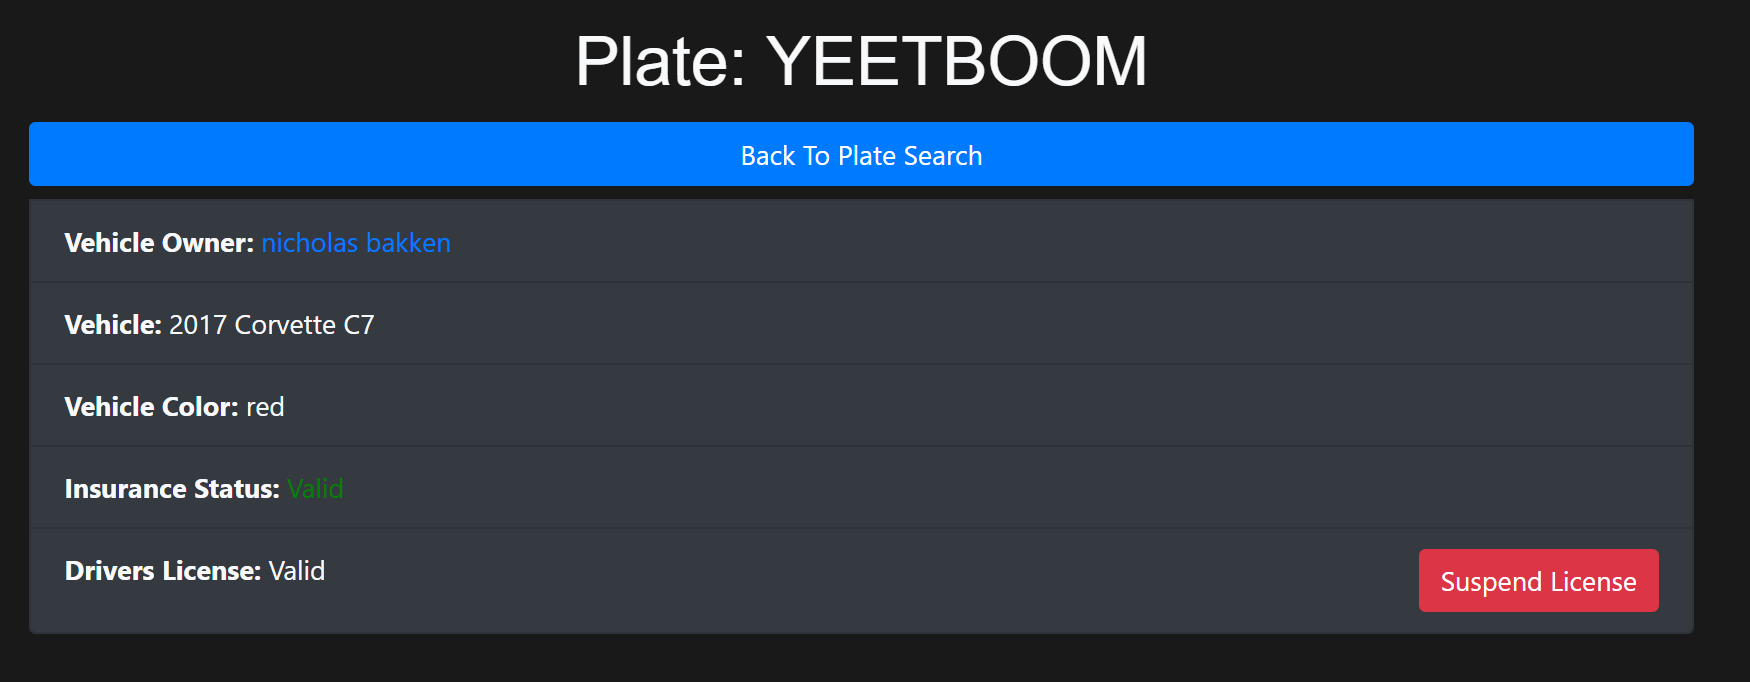 Plate: YEETBOOM
Back To Plate Search
Vehicle Owner: nicholas bakken
Vehicle: 2017 Corvette C7
Vehicle Color: red
Insurance Status: Valid
Drivers License: Valid
Suspend License